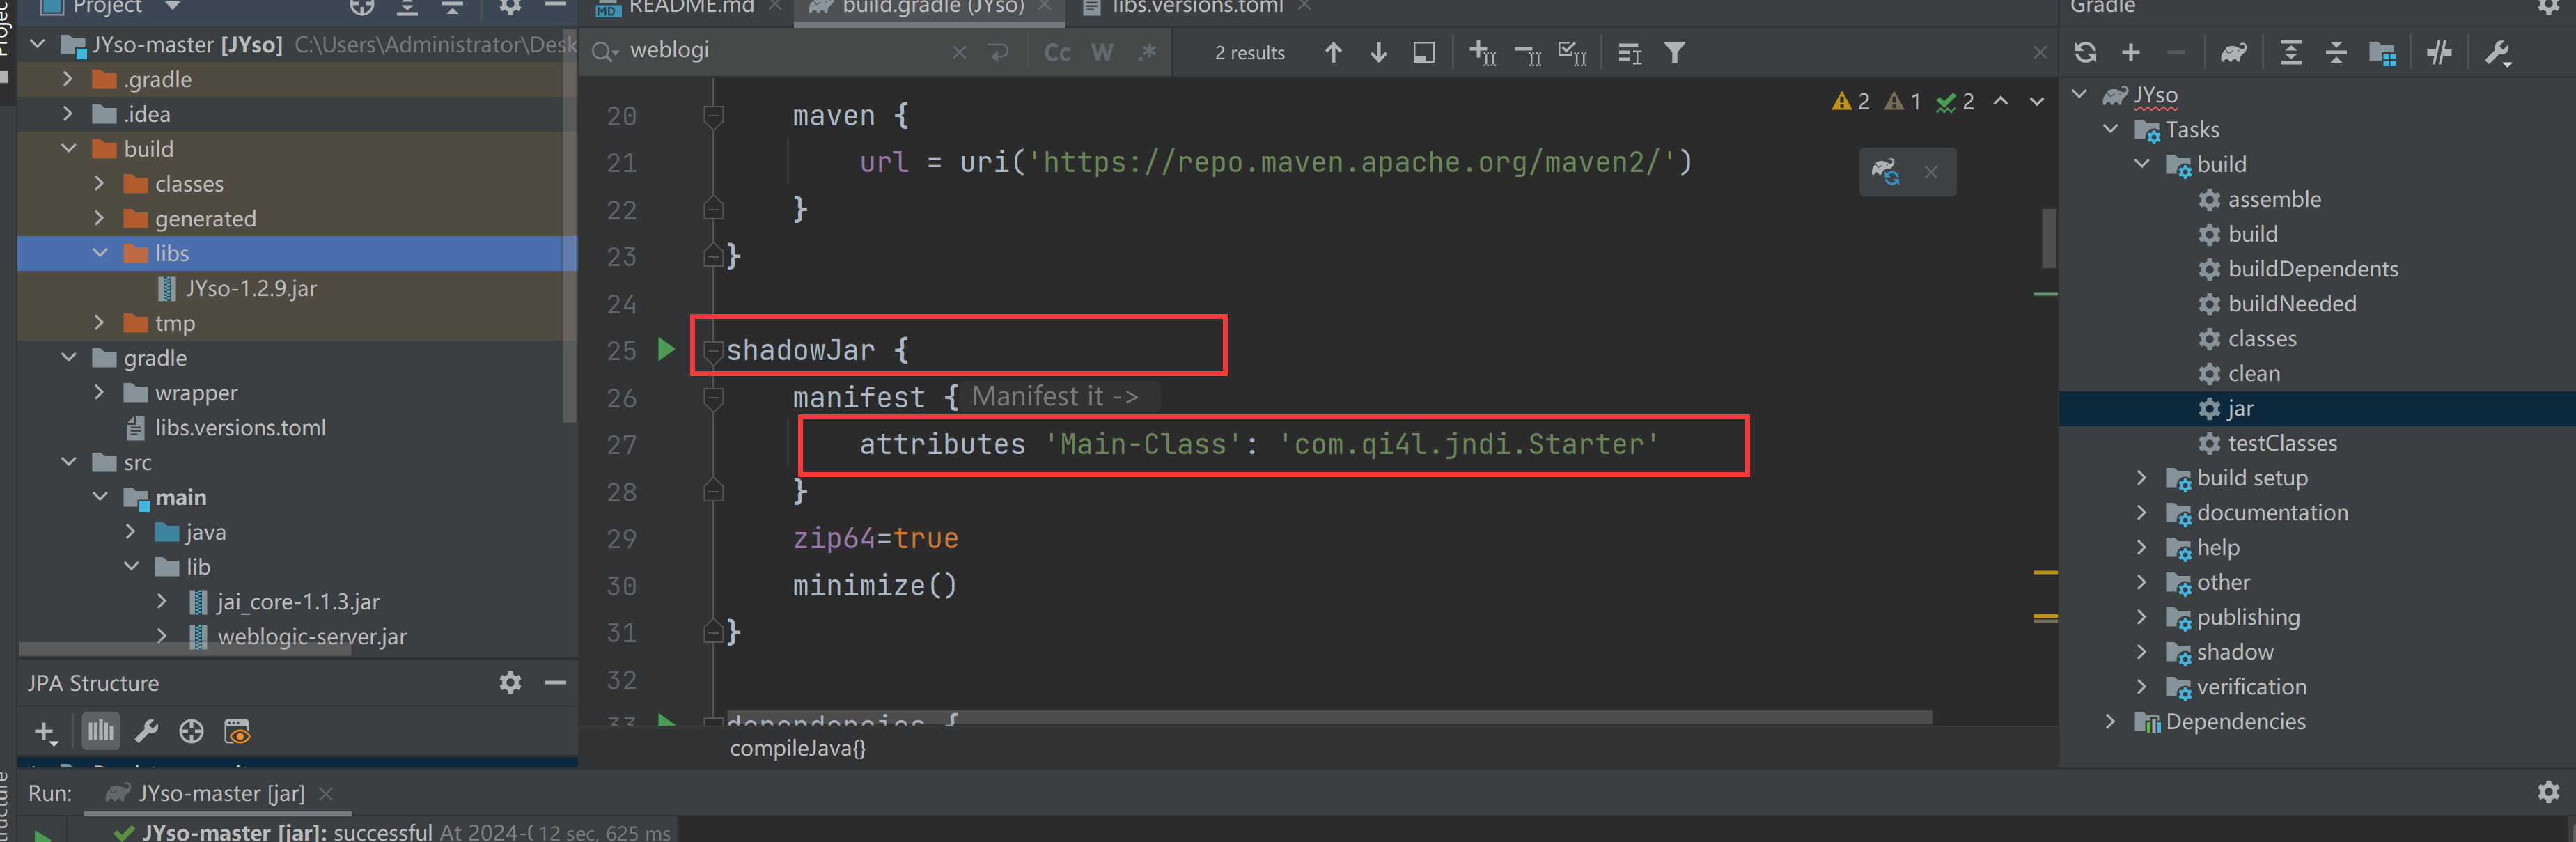 Project
README.md
build.gradle (JYso)
libs.versions.toml
Gradle
JYso-master [JYso] C:\Users\Administrator\Desk
.gradle
.idea
build
classes
generated
libs
JYso-1.2.9.jar
tmp
gradle
wrapper
libs.versions.toml
src
main
java
lib
jai_core-1.1.3.jar
weblogic-server.jar
JPA Structure
weblogi
Cc W .*
2 results
2 1 2
20 maven {
21 url = uri('https://repo.maven.apache.org/maven2/')
22 }
23 }
24
25 shadowJar {
26 manifest { Manifest it ->
27 attributes 'Main-Class': 'com.qi4l.jndi.Starter'
28 }
29 zip64=true
30 minimize()
31 }
32
33 dependencies {
compileJava{}
JYso
Tasks
build
assemble
build
buildDependents
buildNeeded
classes
clean
jar
testClasses
build setup
documentation
help
other
publishing
shadow
verification
Dependencies
Run: JYso-master [jar]
JYso-master [jar]: successful At 2024-( 12 sec, 625 ms